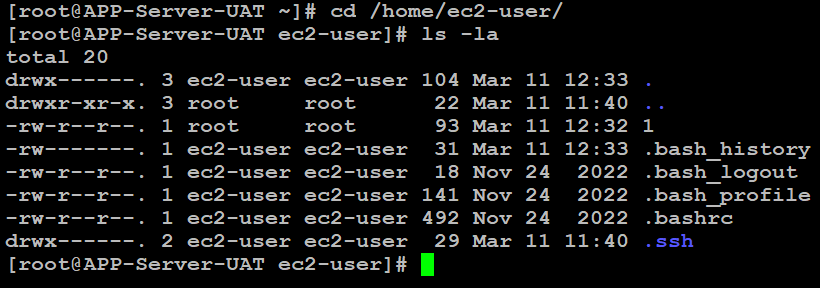 [root@APP-Server-UAT ~]# cd /home/ec2-user/
[root@APP-Server-UAT ec2-user]# ls -la
total 20
drwx------. 3 ec2-user ec2-user 104 Mar 11 12:33 .
drwxr-xr-x. 3 root     root      22 Mar 11 11:40 ..
-rw-r--r--. 1 root     root      93 Mar 11 12:32 1
-rw-------. 1 ec2-user ec2-user  31 Mar 11 12:33 .bash_history
-rw-r--r--. 1 ec2-user ec2-user  18 Nov 24  2022 .bash_logout
-rw-r--r--. 1 ec2-user ec2-user 141 Nov 24  2022 .bash_profile
-rw-r--r--. 1 ec2-user ec2-user 492 Nov 24  2022 .bashrc
drwx------. 2 ec2-user ec2-user  29 Mar 11 11:40 .ssh
[root@APP-Server-UAT ec2-user]#